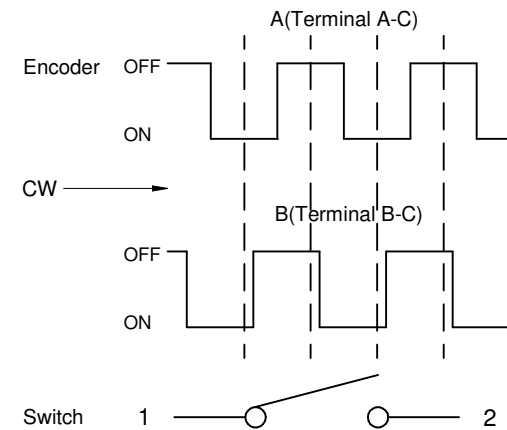 A(Terminal A-C)
Encoder OFF
ON
CW
B(Terminal B-C)
OFF
ON
Switch 1 2